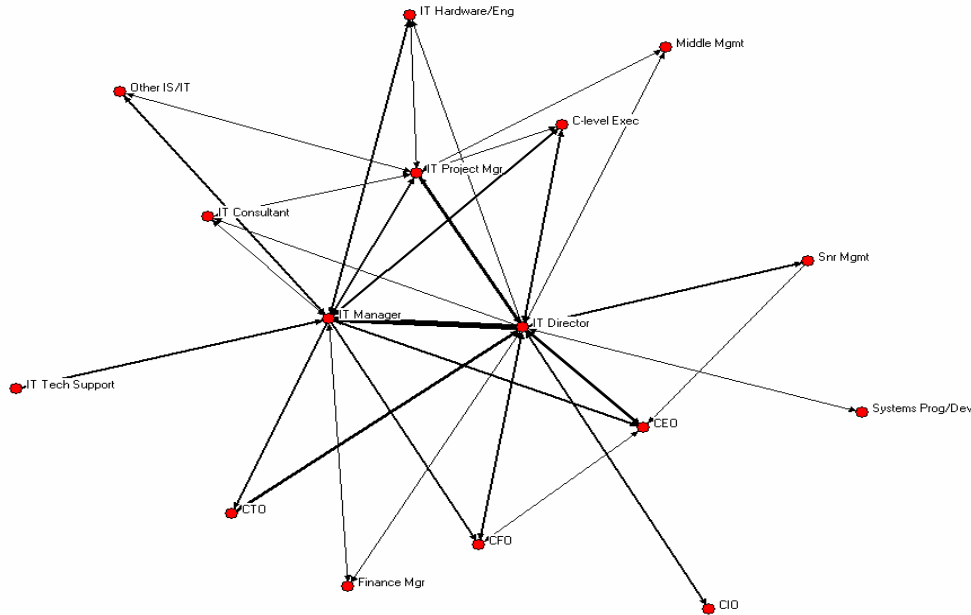 IT Hardware/Eng
Middle Mgmt
Other IS/IT
C-level Exec
IT Project Mgr
IT Consultant
Snr Mgmt
IT Manager
IT Director
IT Tech Support
Systems Prog/Dev
CEO
CTO
CFO
Finance Mgr
CIO